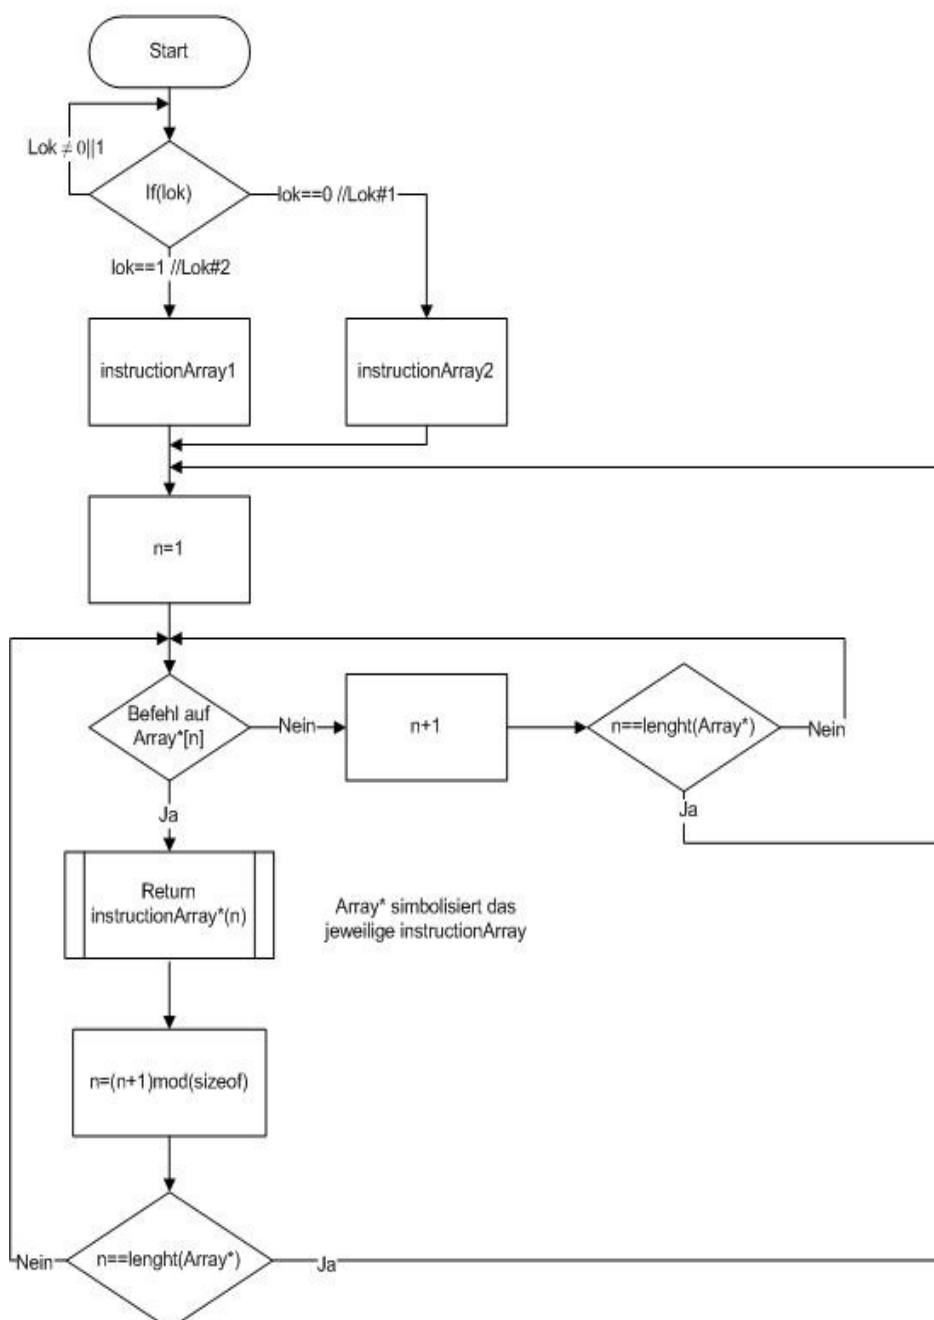 Start
Lok ≠ 0||1
If(lok)
lok==0 //Lok#1
lok==1 //Lok#2
instructionArray1
instructionArray2
n=1
Befehl auf
Array*[n]
Nein
n+1
n==lenght(Array*)
Nein
Ja
Ja
Return
instructionArray*(n)
Array* simbolisiert das
jeweilige instructionArray
n=(n+1)mod(sizeof)
Nein
n==lenght(Array*)
Ja